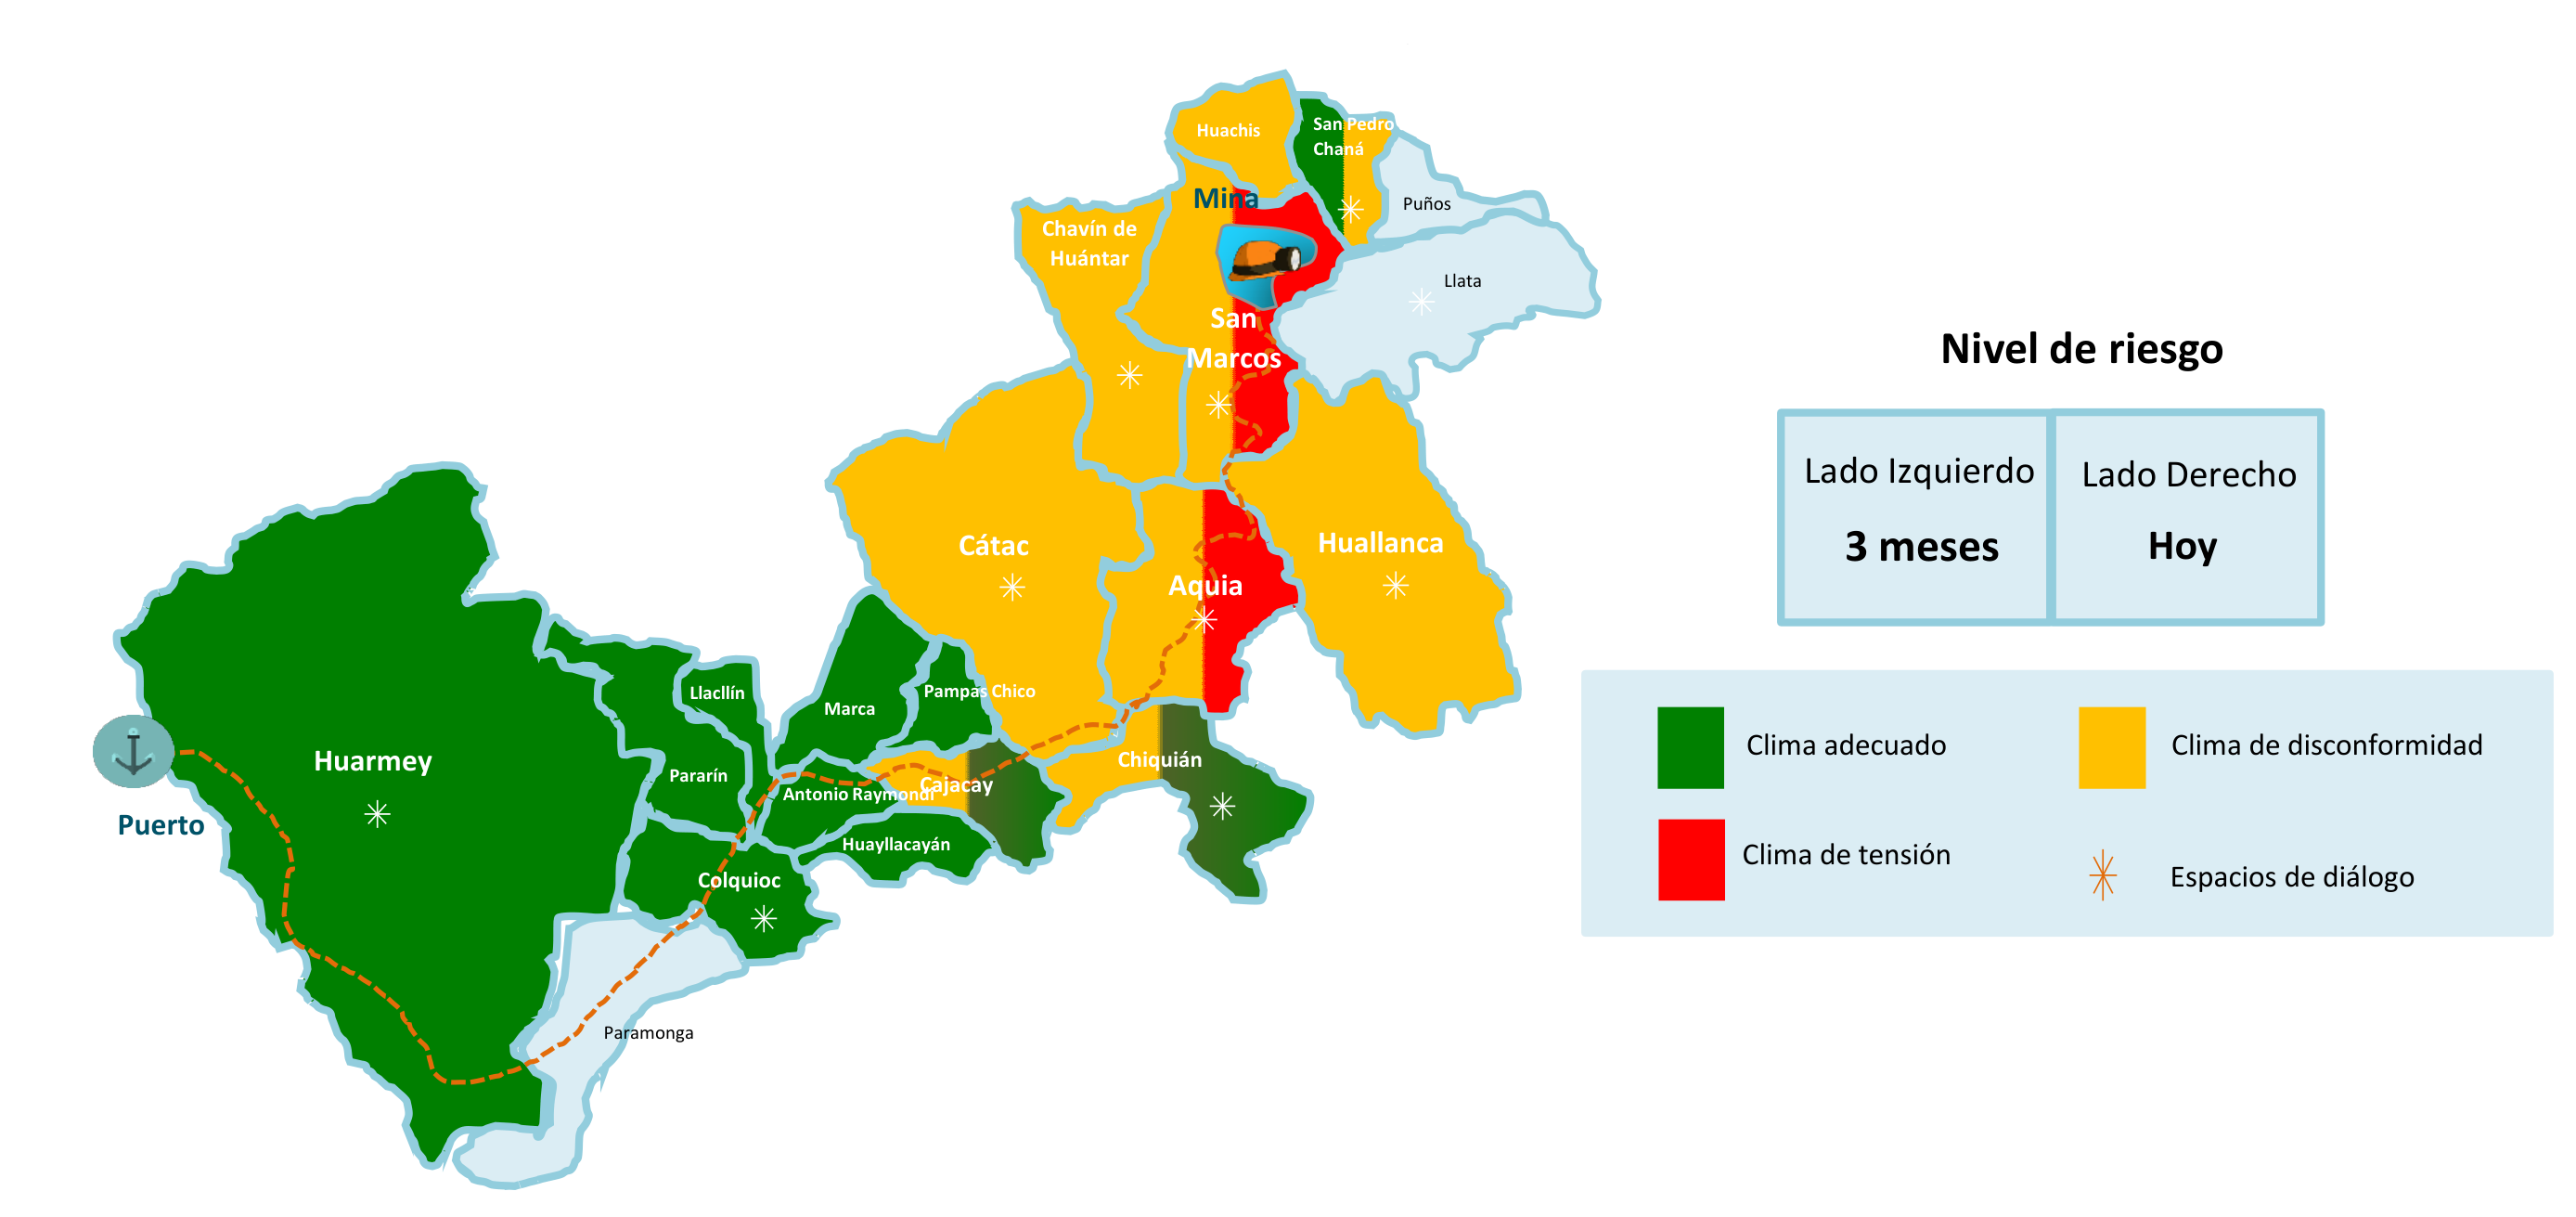 Huachis
San Pedro
Chaná
Mina
Puños
Chavín de
Huántar
Llata
San
Marcos
Nivel de riesgo
Lado Izquierdo
3 meses
Lado Derecho
Hoy
Cátac
Huallanca
Aquia
Llacllín
Marca
Pampas Chico
Huarmey
Pararín
Antonio Raymondi
Cajacay
Chiquián
Puerto
Huayllacayán
Colquioc
Paramonga
Clima adecuado
Clima de disconformidad
Clima de tensión
Espacios de diálogo